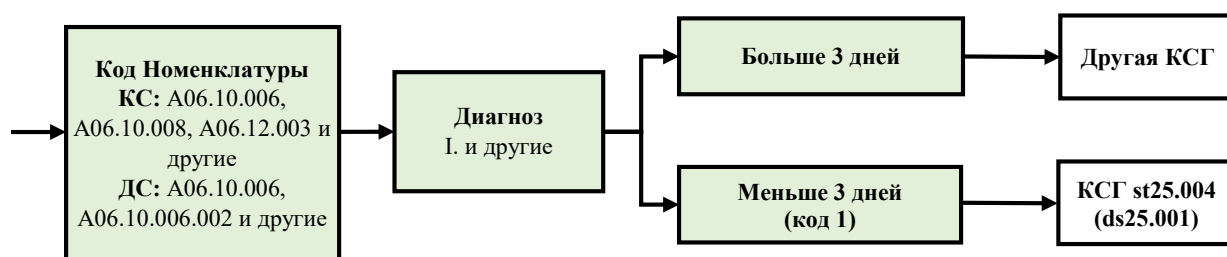 Код Номенклатуры
КС: A06.10.006,
A06.10.008, A06.12.003 и
другие
ДС: A06.10.006,
A06.10.006.002 и другие
Диагноз
I. и другие
Больше 3 дней
Другая КСГ
Меньше 3 дней
(код 1)
КСГ st25.004
(ds25.001)